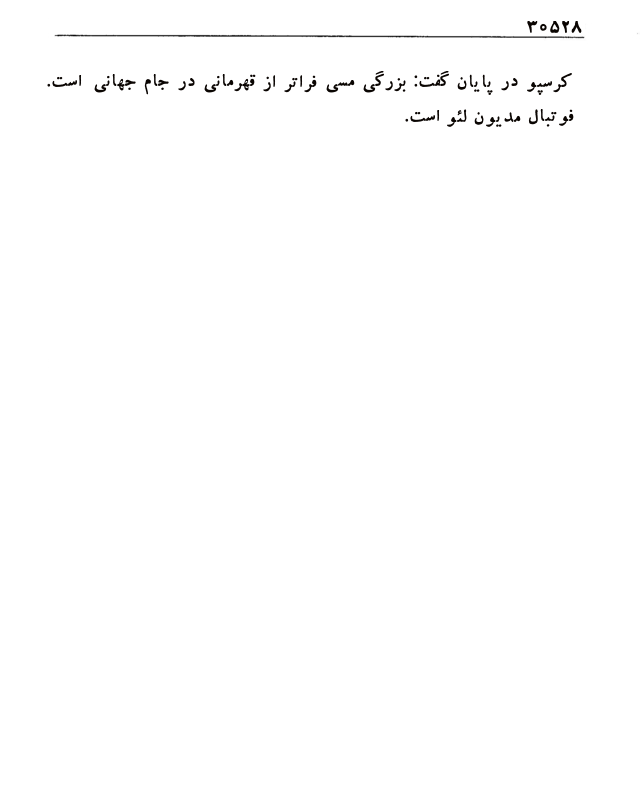 ۳۰۵۲۸
کرسپو در پایان گفت: بزرگی مسی فراتر از قهرمانی در جام جهانی است.
فوتبال مدیون لئو است.